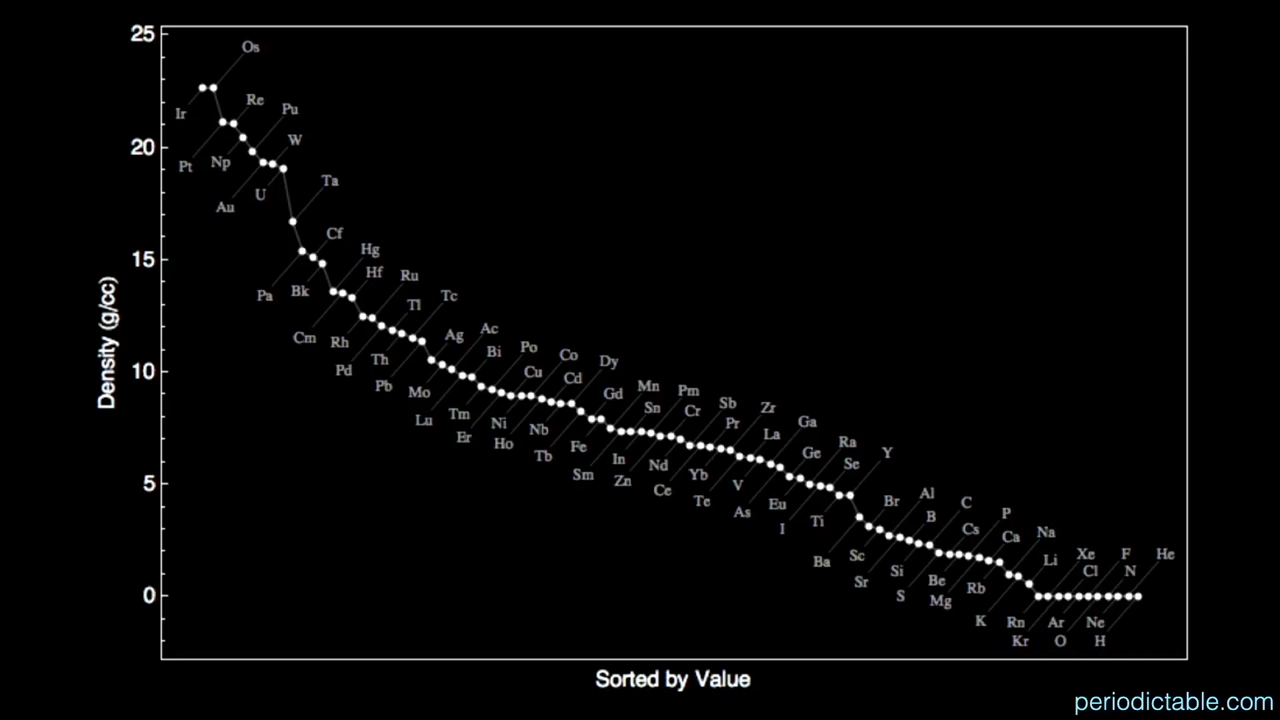 25
Os
Ir
Re
Pu
Pt
Np
W
20
Au
U
Ta
Cf
Hg
15
Pa
Bk
Hf
Ru
Cm
Rh
Tl
Tc
Density (g/cc)
Pd
Th
Ag
Ac
10
Pb
Mo
Bi
Po
Co
Lu
Tm
Cu
Cd
Dy
Er
Ni
Ho
Nb
Gd
Mn
Pm
Tb
Fe
Sn
Cr
Sb
Zr
Sm
In
Zn
Nd
Pr
La
Ga
5
Ce
Yb
Te
V
As
Ge
Ra
Se
Y
Eu
I
Ti
Br
Al
C
P
Ba
Sc
Sr
B
Cs
Ca
Na
Si
S
Be
Mg
Rb
Li
Xe
F
He
0
K
Cl
N
Rn
Ar
Ne
Kr
O
H
Sorted by Value
periodictable.com